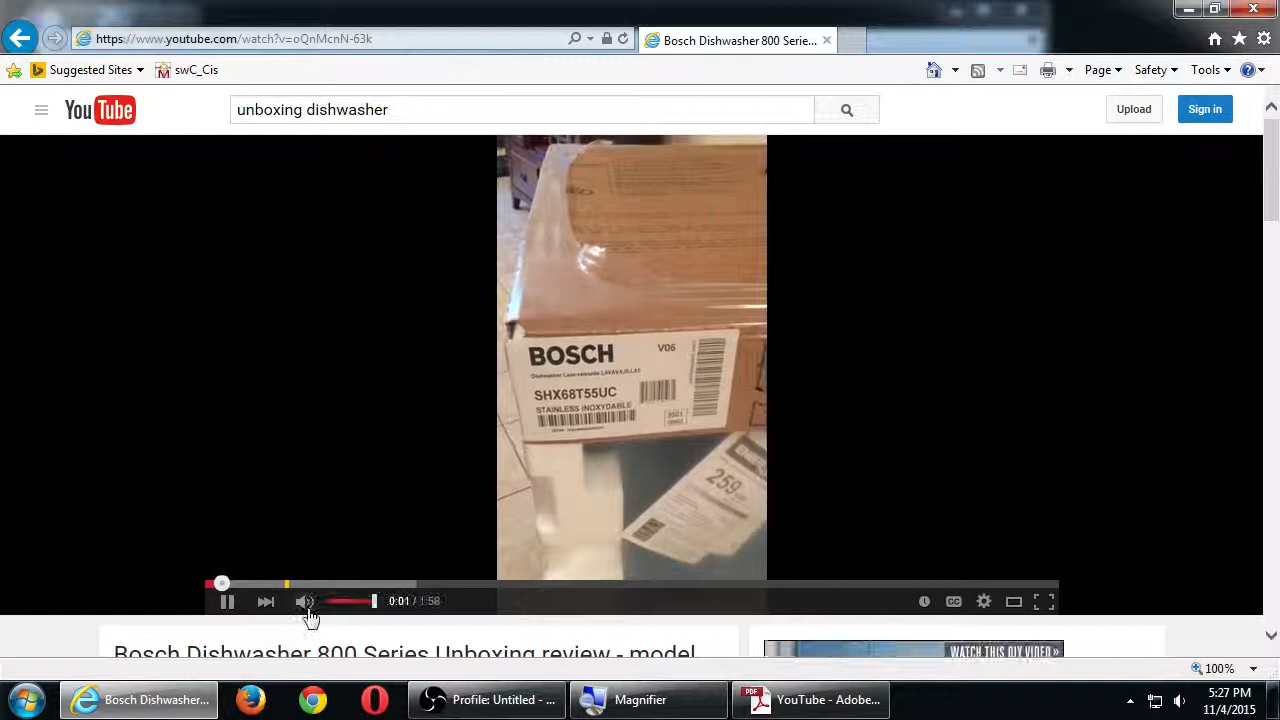 https://www.youtube.com/watch?v=oQnMcnN-63k
Bosch Dishwasher 800 Serie...
Suggested Sites
swC_Cis
Page
Safety
Tools
YouTube
unboxing dishwasher
Upload
Sign in
BOSCH
V06
SHX68T55UC
STAINLESS INOXYDABLE
259
0:01 / 1:58
CC
Bosch Dishwasher 800 Series Unboxing review - model
WATCH THIS DIY VIDEO»
100%
Bosch Dishwasher...
Profile: Untitled - ...
Magnifier
PDF
YouTube - Adobe...
5:27 PM
11/4/2015